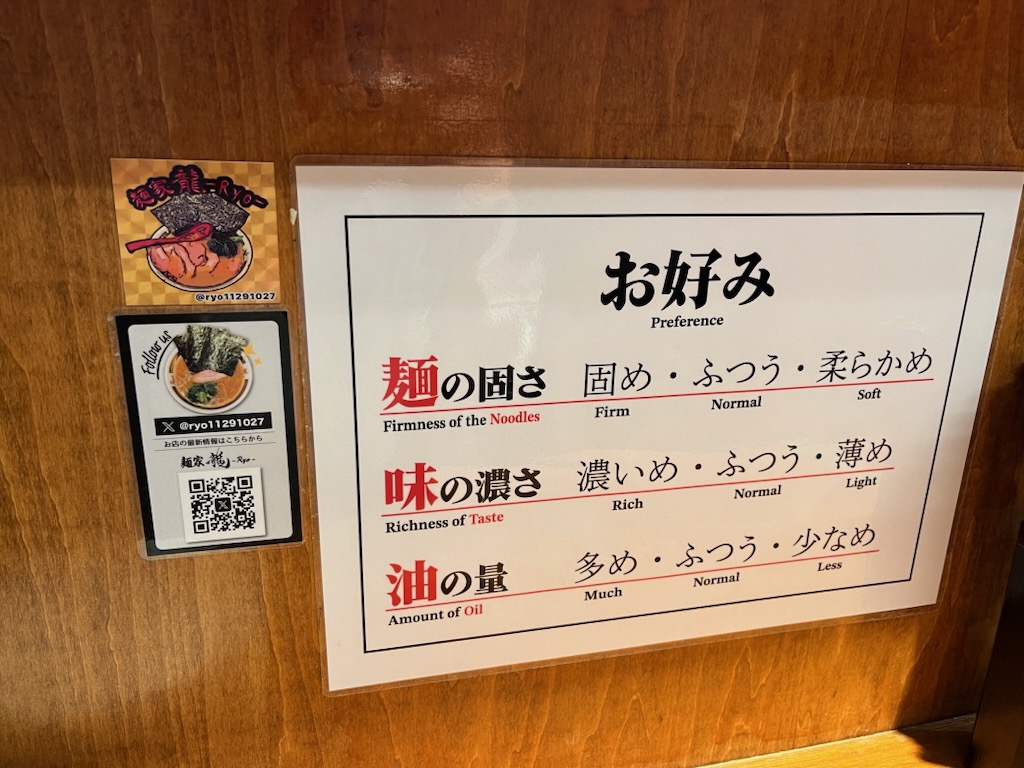 麺家 龍 -Ryo-
@ryo11291027
Follow us
X @ryo11291027
お店の最新情報はこちらから
麺家 龍 -Ryo-
お好み
Preference
麺の固さ 固め・ふつう・柔らかめ
Firmness of the Noodles Firm Normal Soft
味の濃さ 濃いめ・ふつう・薄め
Richness of Taste Rich Normal Light
油の量 多め・ふつう・少なめ
Amount of Oil Much Normal Less